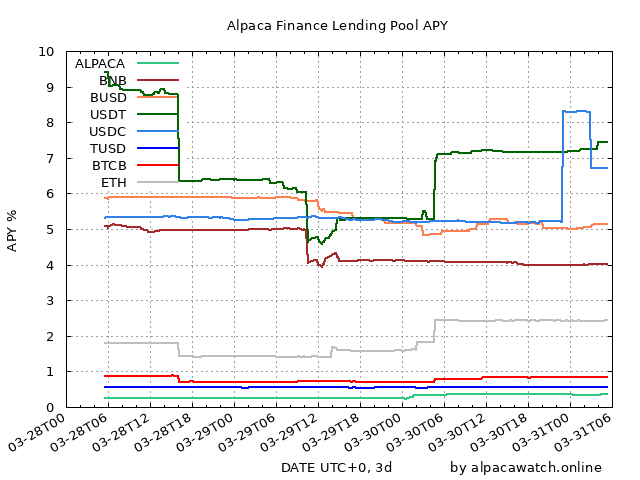 Alpaca Finance Lending Pool APY
10
9
8
7
6
5
4
3
2
1
0
APY %
ALPACA
BNB
BUSD
USDT
USDC
TUSD
BTCB
ETH
03-28T00
03-28T06
03-28T12
03-28T18
03-29T00
03-29T06
03-29T12
03-29T18
03-30T00
03-30T06
03-30T12
03-30T18
03-31T00
03-31T06
DATE UTC+0, 3d
by alpacawatch.online